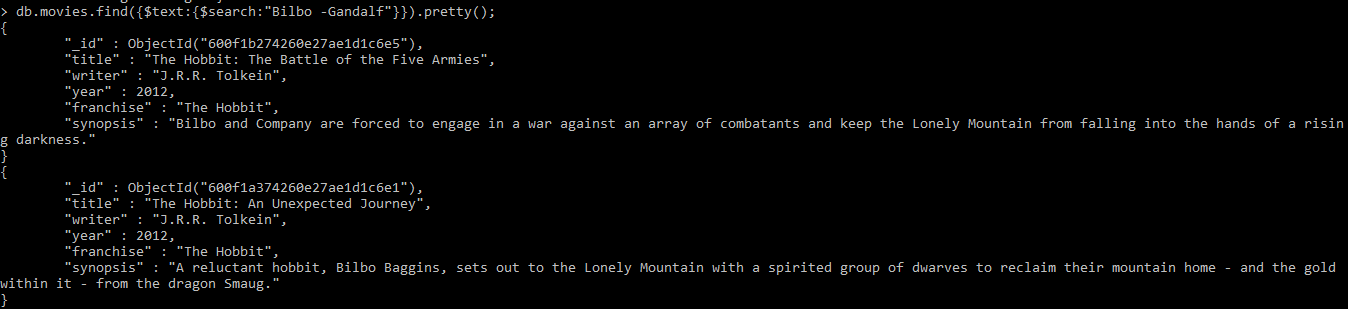 > db.movies.find({$text:{$search:"Bilbo -Gandalf"}}).pretty();
{
        "_id" : ObjectId("600f1b274260e27ae1d1c6e5"),
        "title" : "The Hobbit: The Battle of the Five Armies",
        "writer" : "J.R.R. Tolkein",
        "year" : 2012,
        "franchise" : "The Hobbit",
        "synopsis" : "Bilbo and Company are forced to engage in a war against an array of combatants and keep the Lonely Mountain from falling into the hands of a risin
g darkness."
}
{
        "_id" : ObjectId("600f1a374260e27ae1d1c6e1"),
        "title" : "The Hobbit: An Unexpected Journey",
        "writer" : "J.R.R. Tolkein",
        "year" : 2012,
        "franchise" : "The Hobbit",
        "synopsis" : "A reluctant hobbit, Bilbo Baggins, sets out to the Lonely Mountain with a spirited group of dwarves to reclaim their mountain home - and the gold
within it - from the dragon Smaug."
}